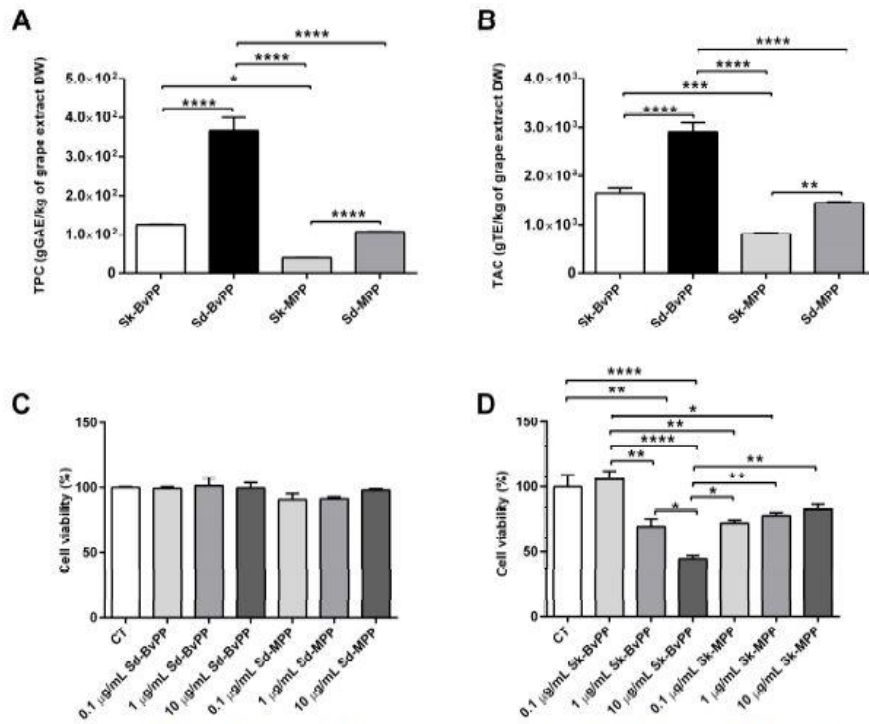 A
TPC (gGAE/kg of grape extract DW)
5.0×10²
4.0×10²
3.0×10²
2.0×10²
1.0×10²
0
****
****
*
****
****
Sk-BvPP
Sd-BvPP
Sk-MPP
Sd-MPP
B
TAC (gTE/kg of grape extract DW)
4.0×10³
3.0×10³
2.0×10³
1.0×10³
0
****
****
***
****
**
Sk-BvPP
Sd-BvPP
Sk-MPP
Sd-MPP
C
Cell viability (%)
150
100
50
0
CT
0.1 µg/mL Sd-BvPP
1 µg/mL Sd-BvPP
10 µg/mL Sd-BvPP
0.1 µg/mL Sd-MPP
1 µg/mL Sd-MPP
10 µg/mL Sd-MPP
D
Cell viability (%)
150
100
50
0
****
**
*
**
****
**
**
**
*
*
CT
0.1 µg/mL Sk-BvPP
1 µg/mL Sk-BvPP
10 µg/mL Sk-BvPP
0.1 µg/mL Sk-MPP
1 µg/mL Sk-MPP
10 µg/mL Sk-MPP